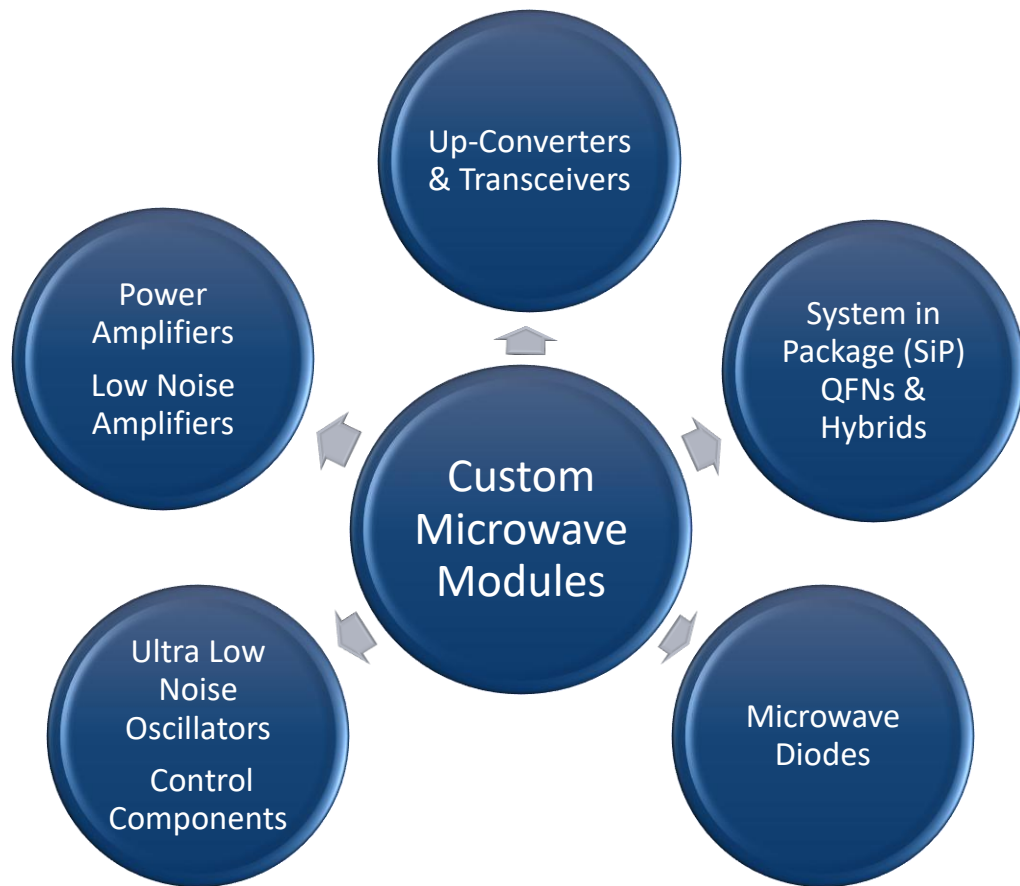 Up-Converters
& Transceivers
Power
Amplifiers
Low Noise
Amplifiers
System in
Package (SiP)
QFNs &
Hybrids
Custom
Microwave
Modules
Ultra Low
Noise
Oscillators
Control
Components
Microwave
Diodes